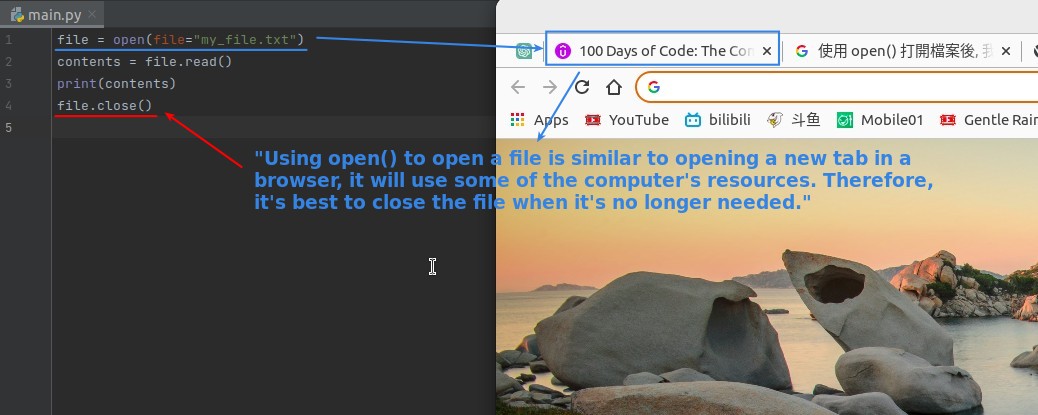 main.py
1 file = open(file="my_file.txt")
2 contents = file.read()
3 print(contents)
4 file.close()
5
100 Days of Code: The Con
使用 open() 打開檔案後,
Apps YouTube bilibili 斗鱼 Mobile01 Gentle Rain
"Using open() to open a file is similar to opening a new tab in a
browser, it will use some of the computer's resources. Therefore,
it's best to close the file when it's no longer needed."